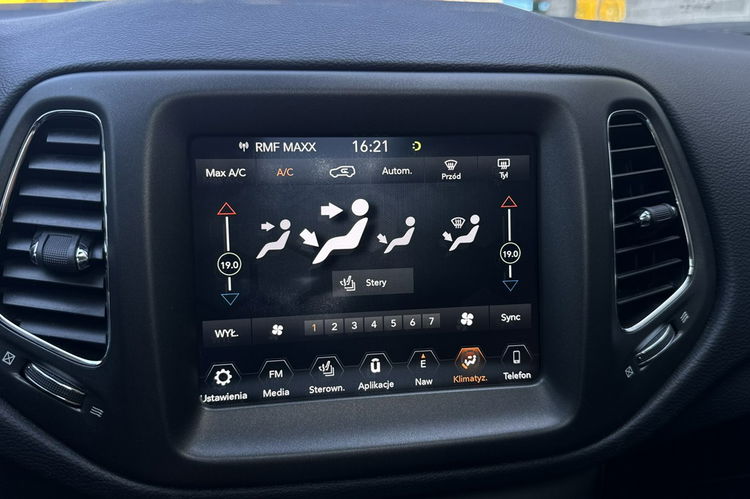 RMF MAXX 16:21
Max A/C A/C Autom. Przód Tył
19.0 19.0
Stery
WYŁ. 1 2 3 4 5 6 7 Sync
FM E
Ustawienia Media Sterown. Aplikacje Naw Klimatyz. Telefon